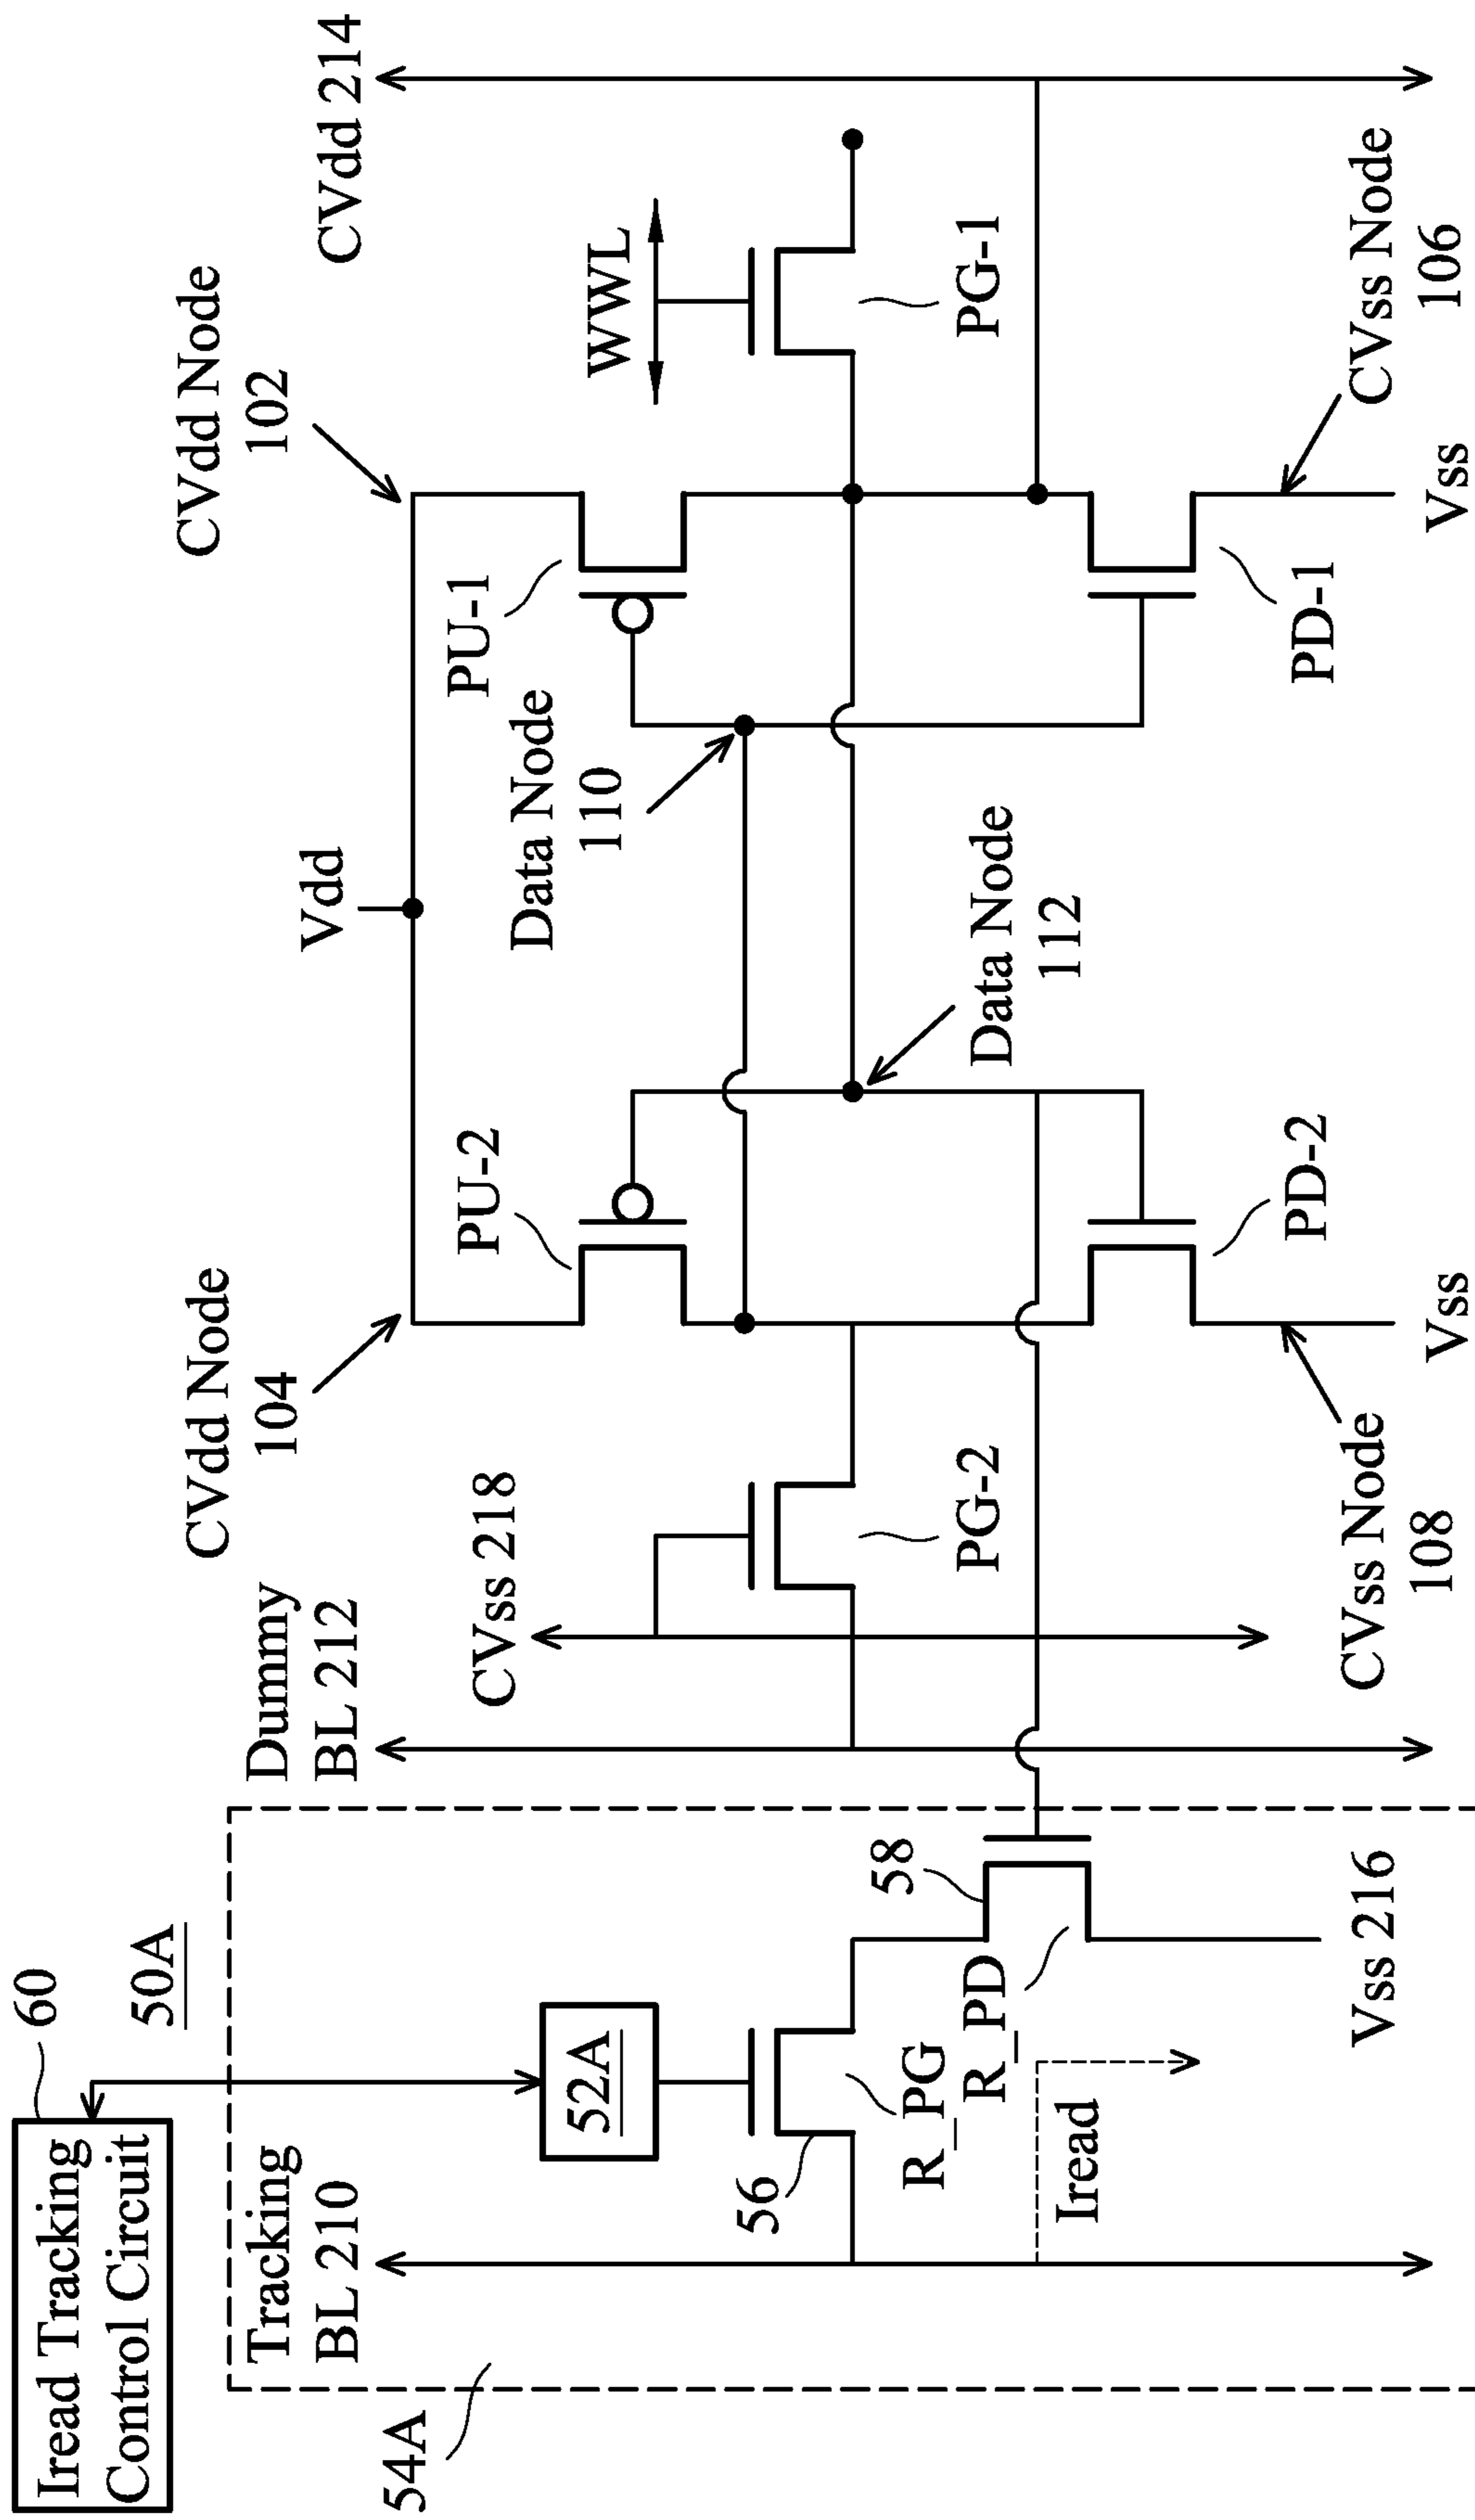 Iread Tracking
Control Circuit
60
50A
54A
Tracking
BL 210
52A
56
R_PG
R_PD
58
Iread
Vss 216
Dummy
BL 212
CVss 218
PG-2
CVdd Node
104
PU-2
PD-2
CVss Node
108
Vss
Vdd
Data Node
110
Data Node
112
CVdd Node
102
PU-1
PD-1
WWL
PG-1
CVdd 214
CVss Node
106
Vss